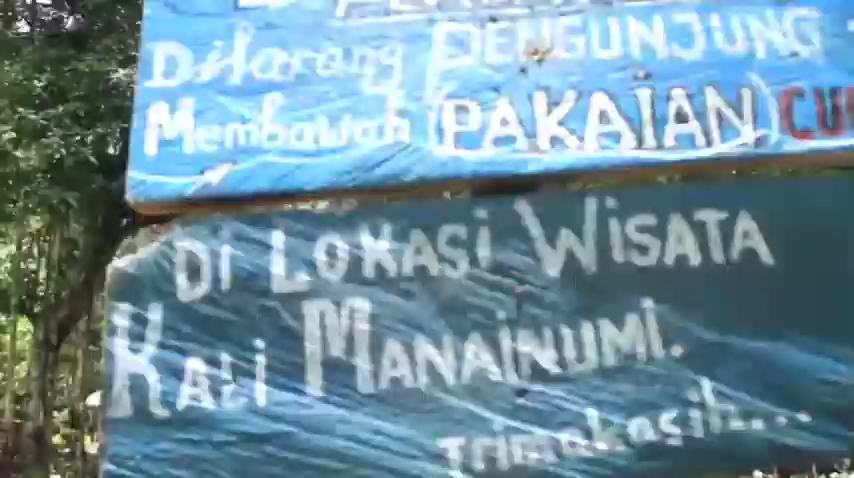 Dilarang PENGUNJUNG
Membawah (PAKAIAN)
Di LOKASi WiSATA
KALi MANAiNUMi.
Trimakasih...